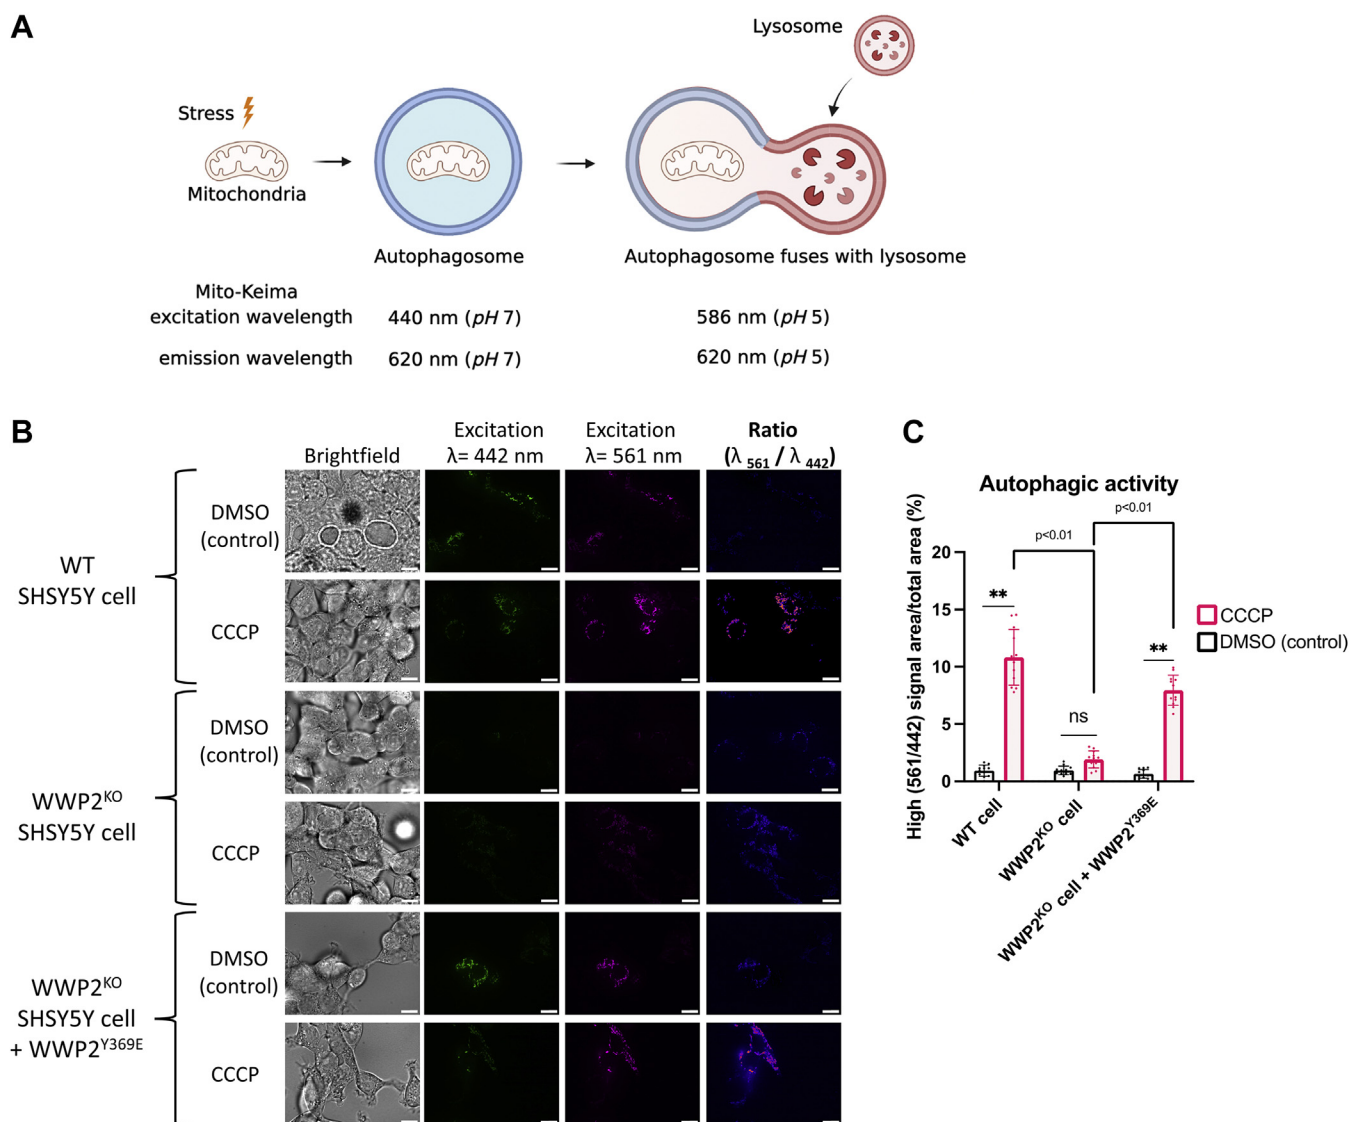 A
Lysosome
Stress
Mitochondria
Autophagosome
Autophagosome fuses with lysosome
Mito-Keima
excitation wavelength
440 nm (pH 7)
586 nm (pH 5)
emission wavelength
620 nm (pH 7)
620 nm (pH 5)
B
Brightfield
Excitation
λ= 442 nm
Excitation
λ= 561 nm
Ratio
(λ 561 / λ 442)
WT
SHSY5Y cell
DMSO
(control)
CCCP
WWP2KO
SHSY5Y cell
DMSO
(control)
CCCP
WWP2KO
SHSY5Y cell
+ WWP2Y369E
DMSO
(control)
CCCP
C
Autophagic activity
High (561/442) signal area/total area (%)
20
15
10
5
0
p<0.01
p<0.01
**
ns
**
CCCP
DMSO (control)
WT cell
WWP2KO cell
WWP2KO cell + WWP2Y369E